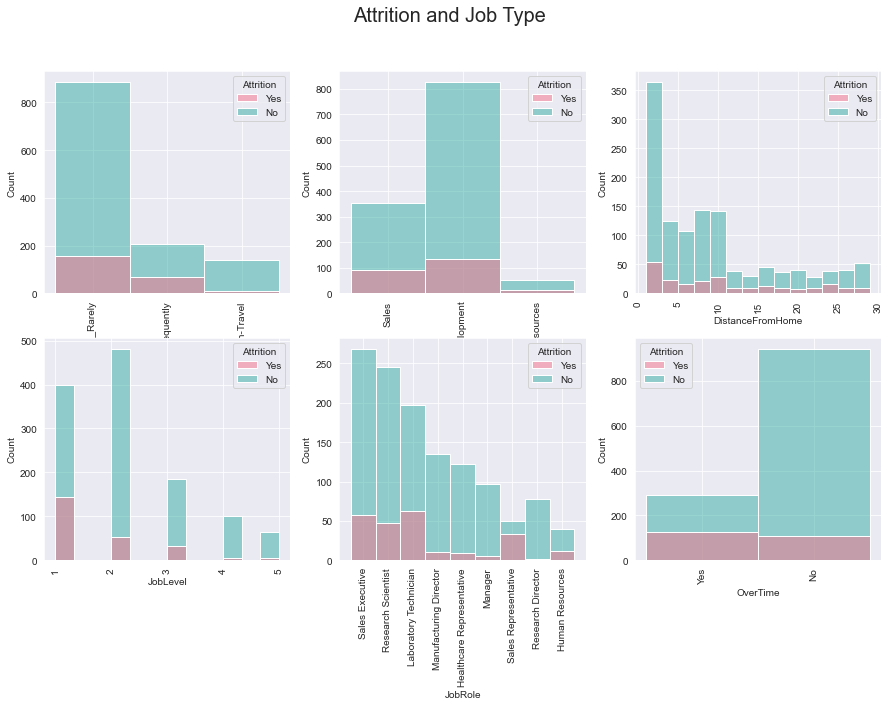 Attrition and Job Type
Attrition
Yes
No
Count
800
600
400
200
0
_Rarely
equently
-Travel
Attrition
Yes
No
Count
800
700
600
500
400
300
200
100
0
Sales
lopment
sources
Attrition
Yes
No
Count
350
300
250
200
150
100
50
0
0
5
10
15
20
25
30
DistanceFromHome
Attrition
Yes
No
Count
500
400
300
200
100
0
1
2
3
4
5
JobLevel
Attrition
Yes
No
Count
250
200
150
100
50
0
Sales Executive
Research Scientist
Laboratory Technician
Manufacturing Director
Healthcare Representative
Manager
Sales Representative
Research Director
Human Resources
JobRole
Attrition
Yes
No
Count
800
600
400
200
0
Yes
No
OverTime